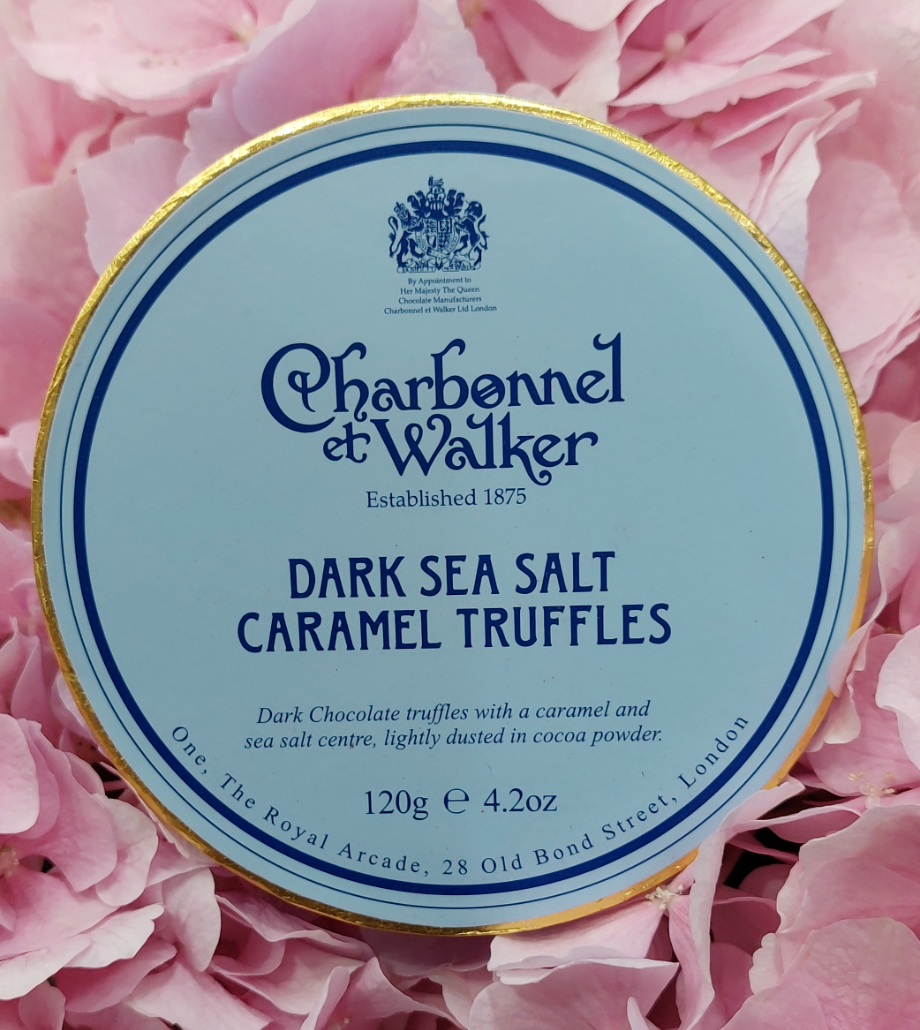 By Appointment to
Her Majesty The Queen
Chocolate Manufacturers
Charbonnel et Walker Ltd London
Charbonnel
et Walker
Established 1875
DARK SEA SALT
CARAMEL TRUFFLES
Dark Chocolate truffles with a caramel and
sea salt centre, lightly dusted in cocoa powder.
120g ℮ 4.2oz
One, The Royal Arcade, 28 Old Bond Street, London